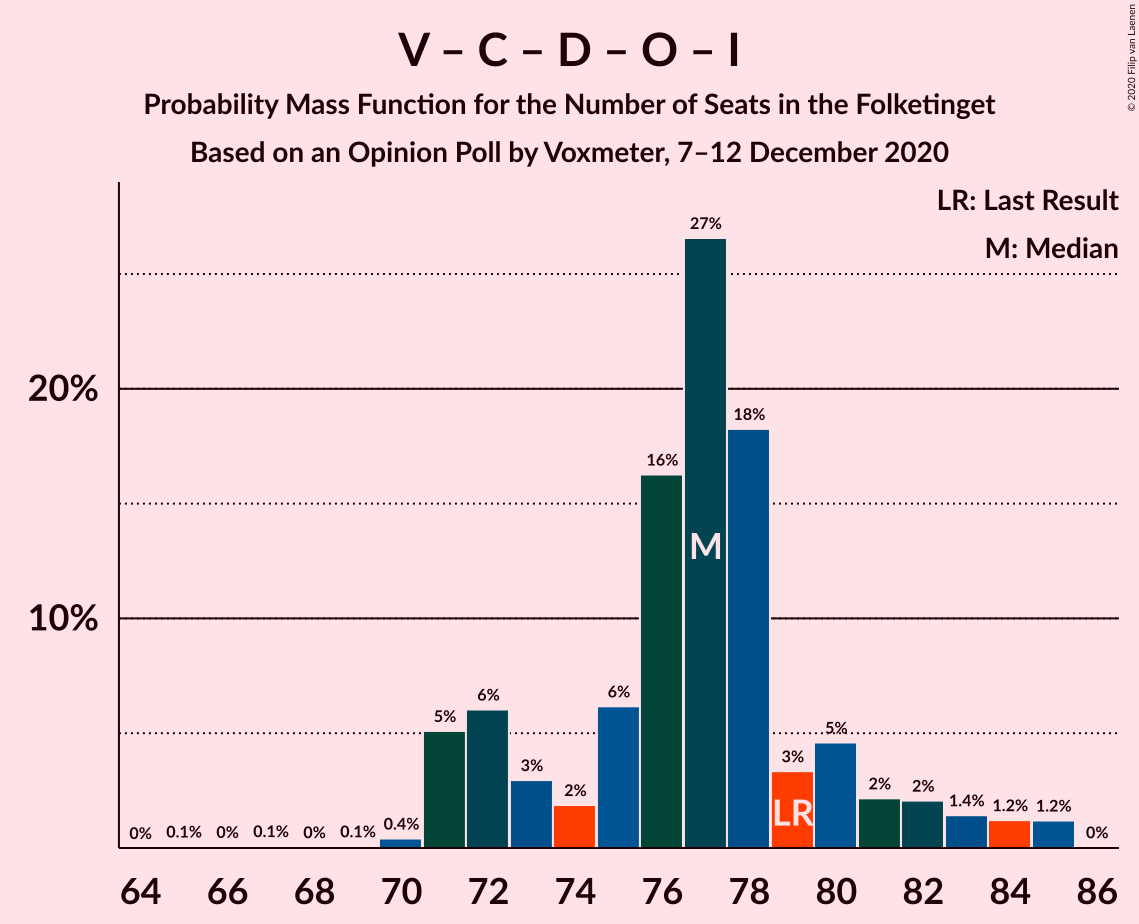 V – C – D – O – I
Probability Mass Function for the Number of Seats in the Folketinget
Based on an Opinion Poll by Voxmeter, 7–12 December 2020
© 2020 Filip van Laenen
LR: Last Result
M: Median
20%
10%
0% 0.1% 0% 0.1% 0% 0.1% 0.4% 5% 6% 3% 2% 6% 16% 27% 18% 3% 5% 2% 2% 1.4% 1.2% 1.2% 0%
M
LR
64 66 68 70 72 74 76 78 80 82 84 86